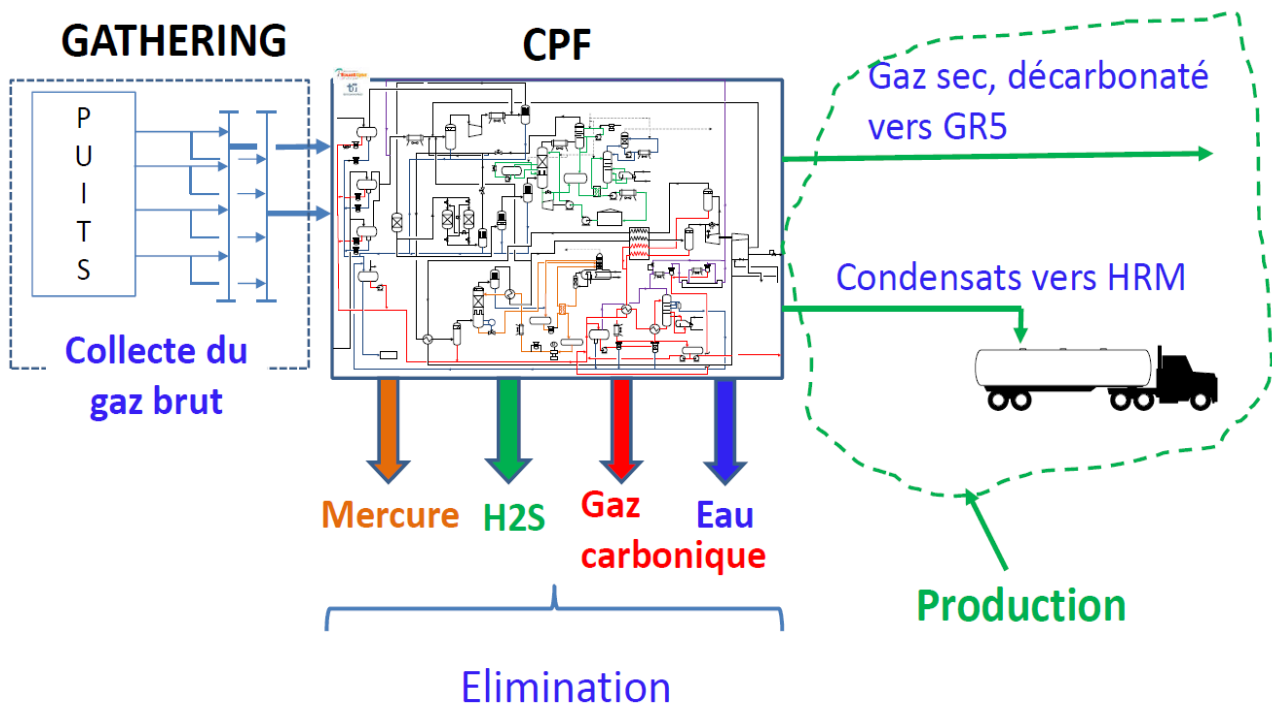 GATHERING
CPF
P
U
I
T
S
Collecte du
gaz brut
Gaz sec, décarbonaté
vers GR5
Condensats vers HRM
Mercure
H2S
Gaz
carbonique
Eau
Elimination
Production